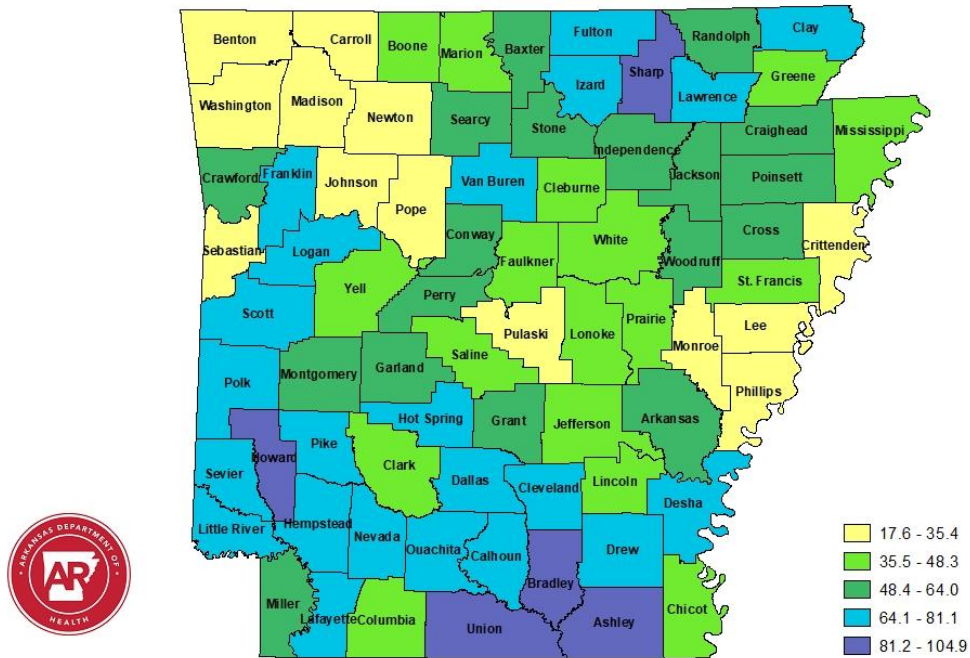 Benton
Carroll
Boone
Marion
Baxter
Fulton
Sharp
Randolph
Clay
Izard
Lawrence
Greene
Washington
Madison
Newton
Searcy
Stone
Independence
Jackson
Craighead
Mississippi
Poinsett
Crawford
Franklin
Johnson
Pope
Van Buren
Cleburne
Sebastian
Logan
Conway
Faulkner
White
Woodruff
Cross
Crittenden
St. Francis
Yell
Perry
Scott
Pulaski
Lonoke
Prairie
Monroe
Lee
Phillips
Saline
Polk
Montgomery
Garland
Hot Spring
Grant
Jefferson
Arkansas
Howard
Pike
Clark
Sevier
Dallas
Cleveland
Lincoln
Desha
Little River
Hempstead
Nevada
Ouachita
Calhoun
Drew
Bradley
Miller
Lafayette
Columbia
Union
Ashley
Chicot
ARKANSAS DEPARTMENT OF
AR
HEALTH
17.6 - 35.4
35.5 - 48.3
48.4 - 64.0
64.1 - 81.1
81.2 - 104.9